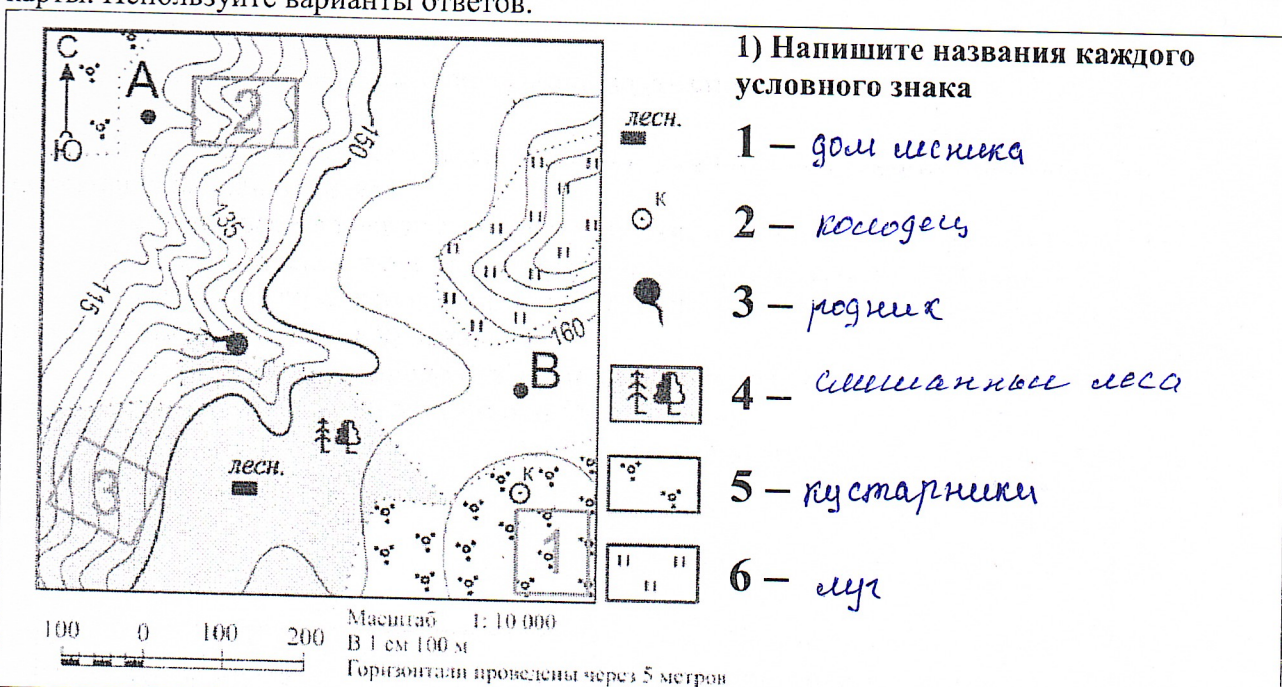 карты. Используйте варианты ответов.
1) Напишите названия каждого
условного знака
лесн.
1 – дом лесника
К
2 – колодец
3 – родник
4 – смешанные леса
5 – кустарники
6 – луг
С
Ю
А
2
150
135
115
160
В
3
лесн.
К
1
100 0 100 200
Масштаб 1: 10 000
В 1 см 100 м
Горизонтали проведены через 5 метров